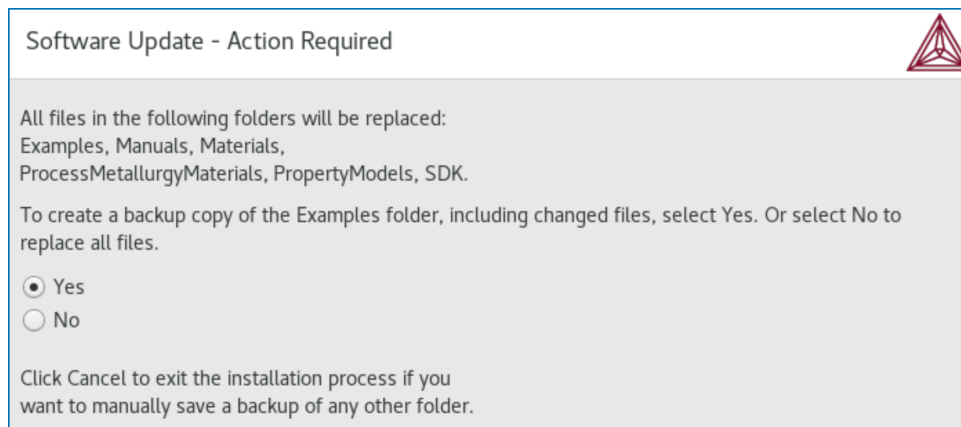 Software Update - Action Required
All files in the following folders will be replaced:
Examples, Manuals, Materials,
ProcessMetallurgyMaterials, PropertyModels, SDK.
To create a backup copy of the Examples folder, including changed files, select Yes. Or select No to
replace all files.
Yes
No
Click Cancel to exit the installation process if you
want to manually save a backup of any other folder.